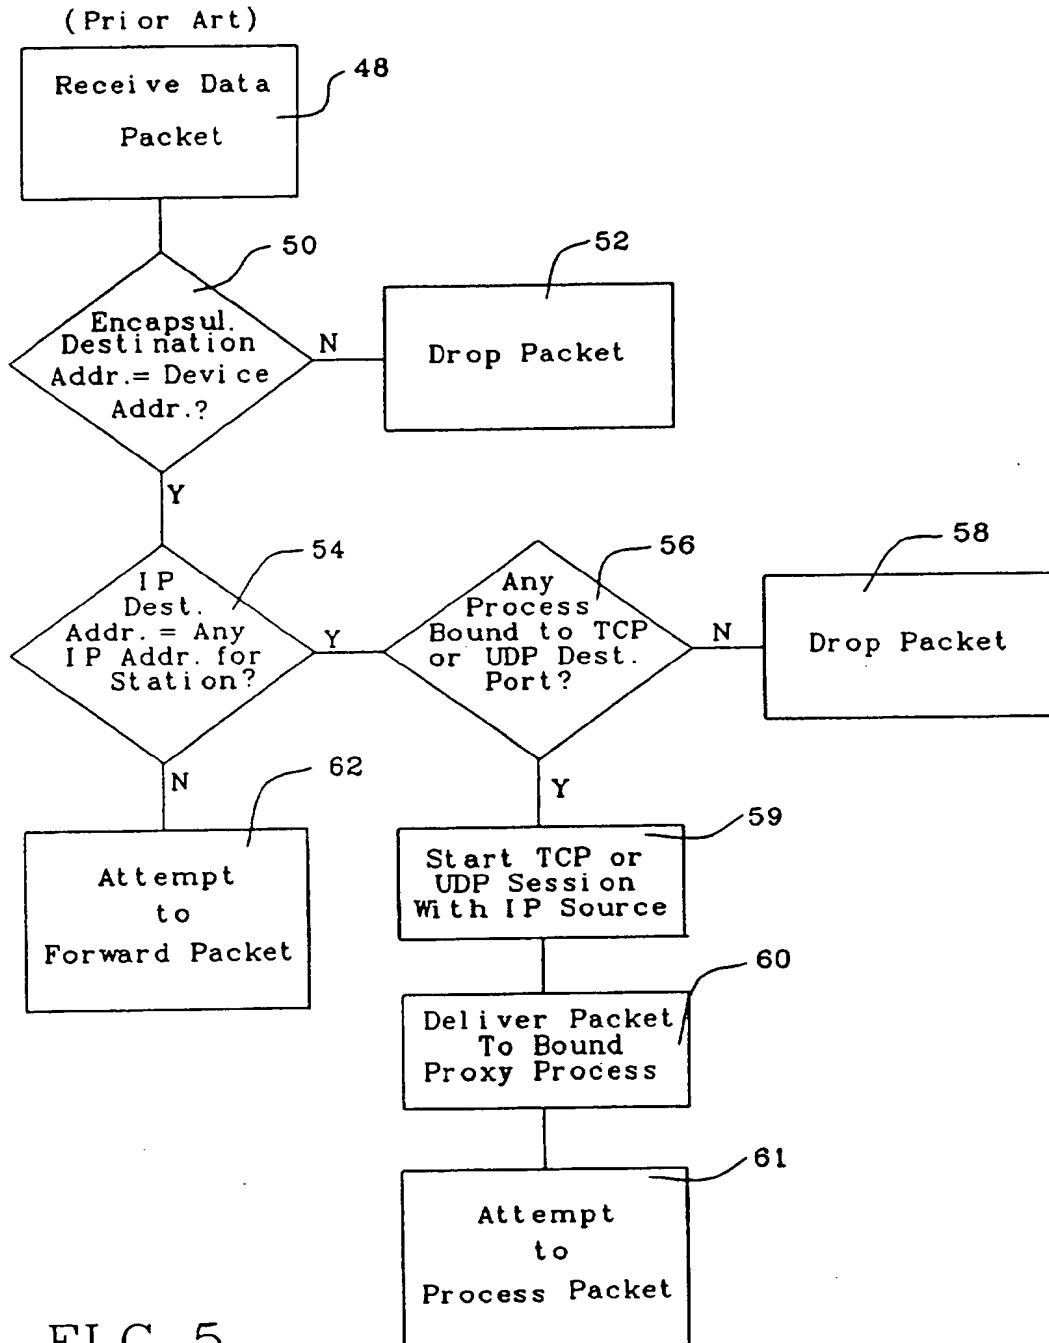 (Prior Art)
Receive Data
Packet
48
50
Encapsul.
Destination
Addr.= Device
Addr.?
N
52
Drop Packet
Y
54
IP
Dest.
Addr. = Any
IP Addr. for
Station?
Y
56
Any
Process
Bound to TCP
or UDP Dest.
Port?
N
58
Drop Packet
N
62
Attempt
to
Forward Packet
Y
59
Start TCP or
UDP Session
With IP Source
60
Deliver Packet
To Bound
Proxy Process
61
Attempt
to
Process Packet
FIG. 5